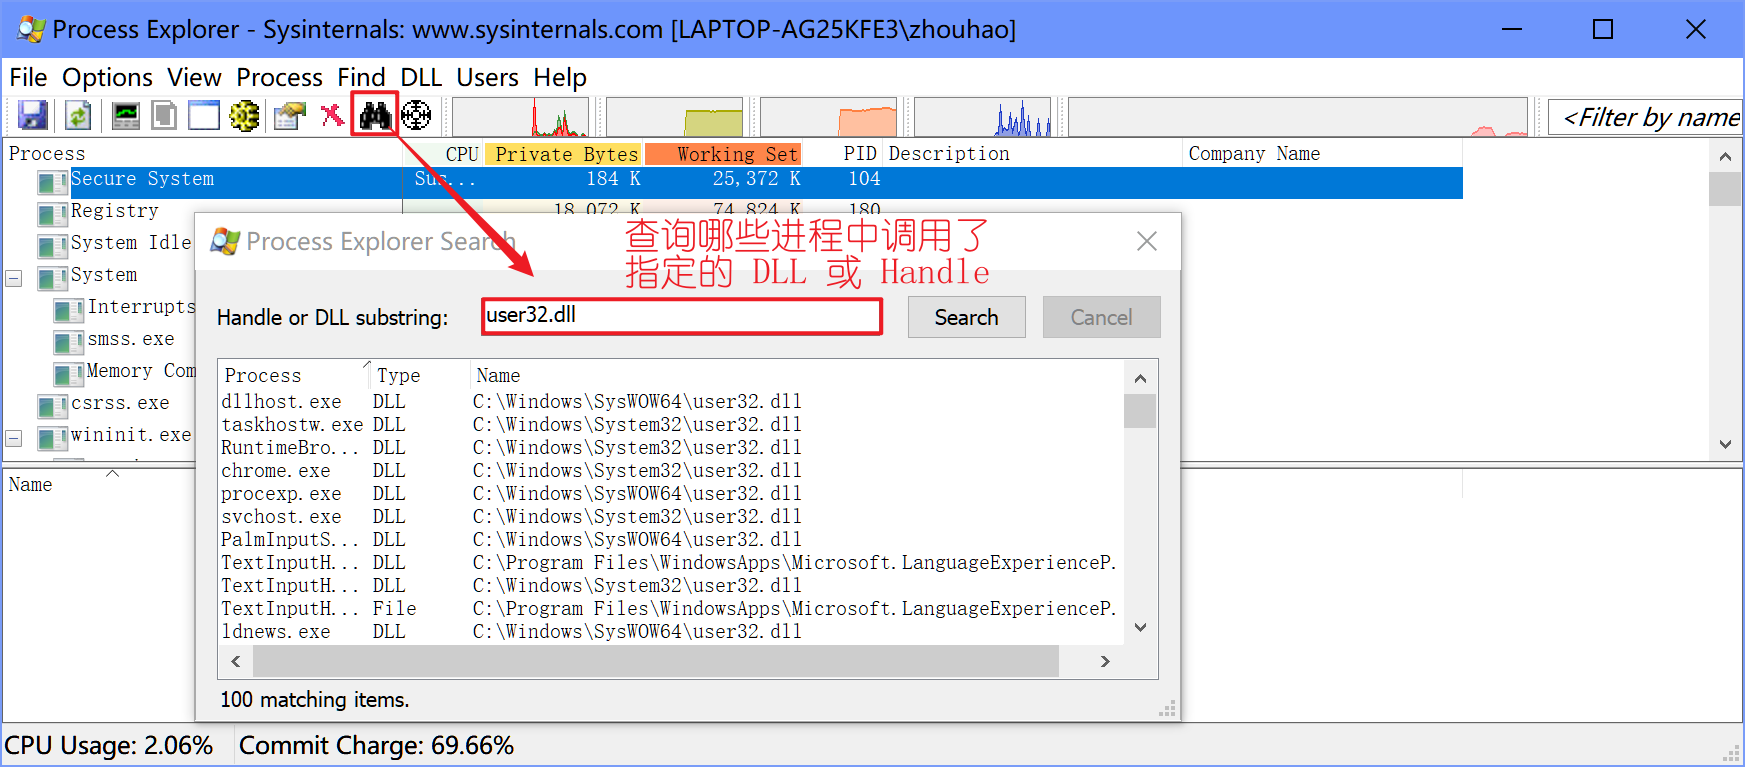 Process Explorer - Sysinternals: www.sysinternals.com [LAPTOP-AG25KFE3\zhouhao]
File Options View Process Find DLL Users Help
<Filter by name
Process CPU Private Bytes Working Set PID Description Company Name
Secure System Sus... 184 K 25,372 K 104
Registry 18,072 K 74,824 K 180
System Idle
System
Interrupts
smss.exe
Memory Com
csrss.exe
wininit.exe
Name
Process Explorer Search
查询哪些进程中调用了
指定的 DLL 或 Handle
Handle or DLL substring: user32.dll Search Cancel
Process Type Name
dllhost.exe DLL C:\Windows\SysWOW64\user32.dll
taskhostw.exe DLL C:\Windows\System32\user32.dll
RuntimeBro... DLL C:\Windows\System32\user32.dll
chrome.exe DLL C:\Windows\System32\user32.dll
procexp.exe DLL C:\Windows\SysWOW64\user32.dll
svchost.exe DLL C:\Windows\System32\user32.dll
PalmInputS... DLL C:\Windows\SysWOW64\user32.dll
TextInputH... DLL C:\Program Files\WindowsApps\Microsoft.LanguageExperienceP.
TextInputH... DLL C:\Windows\System32\user32.dll
TextInputH... File C:\Program Files\WindowsApps\Microsoft.LanguageExperienceP.
ldnews.exe DLL C:\Windows\SysWOW64\user32.dll
100 matching items.
CPU Usage: 2.06% Commit Charge: 69.66%